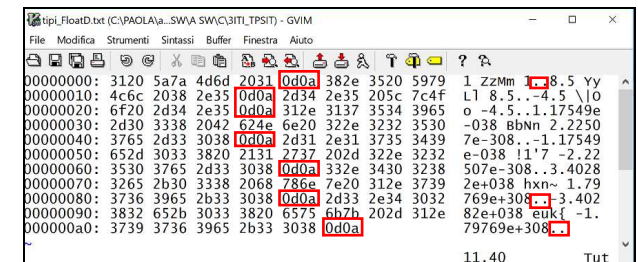 tipi_FloatD.txt (C:\PAOLA\a...SW\A SW\C\3ITI_TPSIT) - GVIM
File Modifica Strumenti Sintassi Buffer Finestra Aiuto
00000000: 3120 5a7a 4d6d 2031 0d0a 382e 3520 5979 1 ZzMm 1..8.5 Yy
00000010: 4c6c 2038 2e35 0d0a 2d34 2e35 205c 7c4f Ll 8.5..-4.5 \|O
00000020: 6f20 2d34 2e35 0d0a 312e 3137 3534 3965 o -4.5..1.17549e
00000030: 2d30 3338 2042 624e 6e20 322e 3232 3530 -038 BbNn 2.2250
00000040: 3765 2d33 3038 0d0a 2d31 2e31 3735 3439 7e-308..-1.17549
00000050: 652d 3033 3820 2131 2737 202d 322e 3232 e-038 !1'7 -2.22
00000060: 3530 3765 2d33 3038 0d0a 332e 3430 3238 507e-308..3.4028
00000070: 3265 2b30 3338 2068 786e 7e20 312e 3739 2e+038 hxn~ 1.79
00000080: 3736 3965 2b33 3038 0d0a 2d33 2e34 3032 769e+308..-3.402
00000090: 3832 652b 3033 3820 6575 6b7b 202d 312e 82e+038 euk{ -1.
000000a0: 3739 3736 3965 2b33 3038 0d0a 79769e+308..
~
11,40 Tut